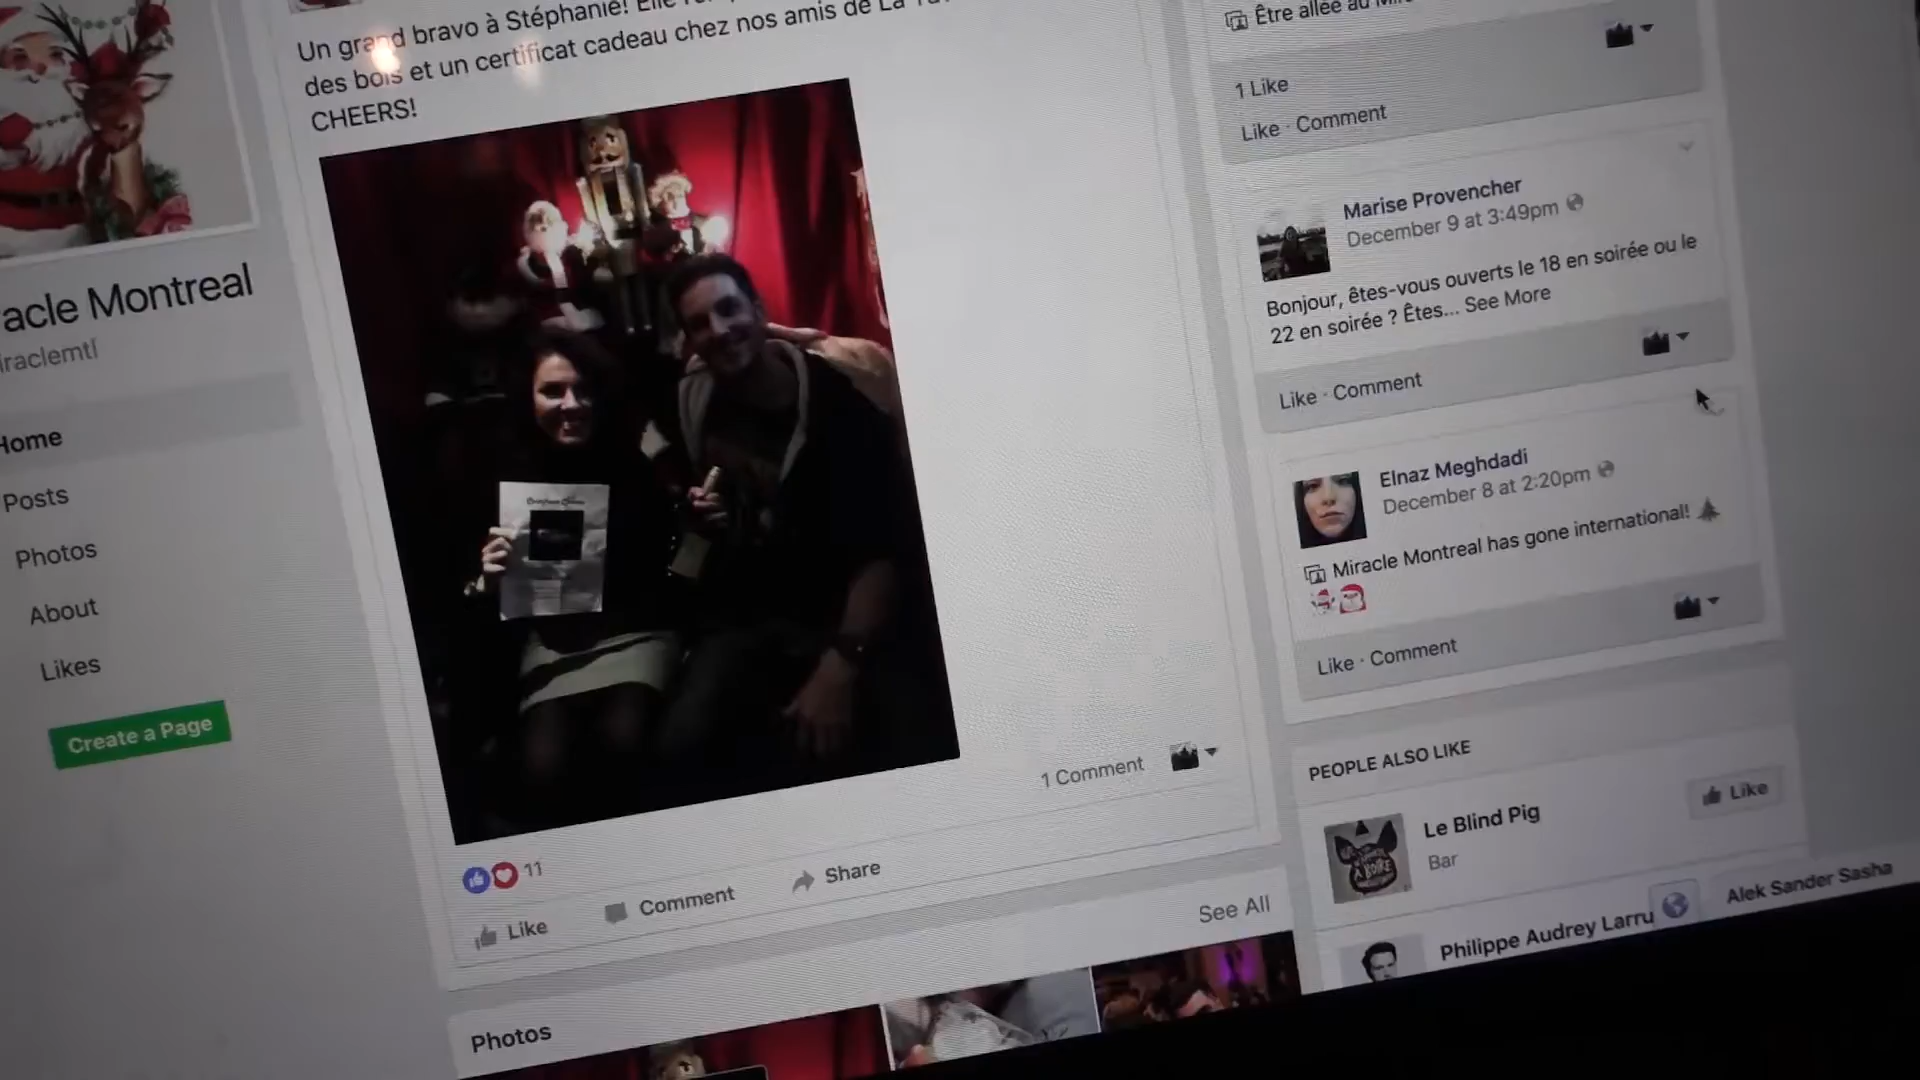 Un grand bravo à Stéphanie!
des bois et un certificat cadeau chez nos amis de La
CHEERS!
acle Montreal
iraclemtl
Home
Posts
Photos
About
Likes
Create a Page
1 Comment
11
Like
Comment
Share
See All
Photos
Être allée au
1 Like
Like · Comment
Marise Provencher
December 9 at 3:49pm
Bonjour, êtes-vous ouverts le 18 en soirée ou le
22 en soirée ? Êtes... See More
Like · Comment
Elnaz Meghdadi
December 8 at 2:20pm
Miracle Montreal has gone international!
Like · Comment
PEOPLE ALSO LIKE
Le Blind Pig
Bar
Like
Philippe Audrey Larru
Alek Sander Sasha